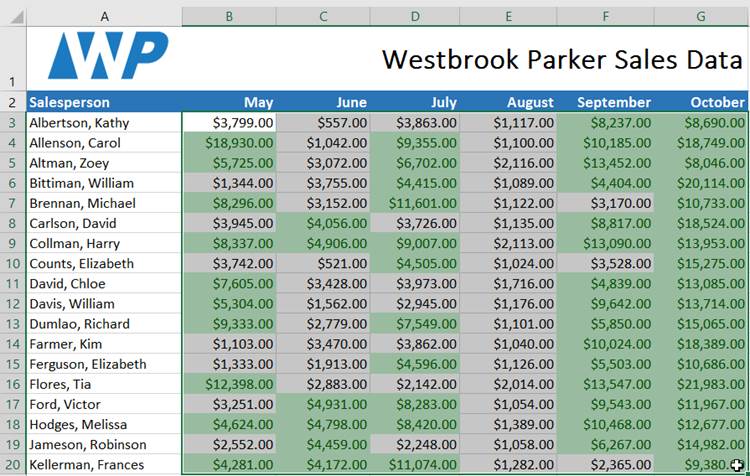 A B C D E F G
WP Westbrook Parker Sales Data
1
2 Salesperson May June July August September October
3 Albertson, Kathy $3,799.00 $557.00 $3,863.00 $1,117.00 $8,237.00 $8,690.00
4 Allenson, Carol $18,930.00 $1,042.00 $9,355.00 $1,100.00 $10,185.00 $18,749.00
5 Altman, Zoey $5,725.00 $3,072.00 $6,702.00 $2,116.00 $13,452.00 $8,046.00
6 Bittiman, William $1,344.00 $3,755.00 $4,415.00 $1,089.00 $4,404.00 $20,114.00
7 Brennan, Michael $8,296.00 $3,152.00 $11,601.00 $1,122.00 $3,170.00 $10,733.00
8 Carlson, David $3,945.00 $4,056.00 $3,726.00 $1,135.00 $8,817.00 $18,524.00
9 Collman, Harry $8,337.00 $4,906.00 $9,007.00 $2,113.00 $13,090.00 $13,953.00
10 Counts, Elizabeth $3,742.00 $521.00 $4,505.00 $1,024.00 $3,528.00 $15,275.00
11 David, Chloe $7,605.00 $3,428.00 $3,973.00 $1,716.00 $4,839.00 $13,085.00
12 Davis, William $5,304.00 $1,562.00 $2,945.00 $1,176.00 $9,642.00 $13,714.00
13 Dumlao, Richard $9,333.00 $2,779.00 $7,549.00 $1,101.00 $5,850.00 $15,065.00
14 Farmer, Kim $1,103.00 $3,470.00 $3,862.00 $1,040.00 $10,024.00 $18,389.00
15 Ferguson, Elizabeth $1,333.00 $1,913.00 $4,596.00 $1,126.00 $5,503.00 $10,686.00
16 Flores, Tia $12,398.00 $2,883.00 $2,142.00 $2,014.00 $13,547.00 $21,983.00
17 Ford, Victor $3,251.00 $4,931.00 $8,283.00 $1,054.00 $9,543.00 $11,967.00
18 Hodges, Melissa $4,624.00 $4,798.00 $8,420.00 $1,389.00 $10,468.00 $12,677.00
19 Jameson, Robinson $2,552.00 $4,459.00 $2,248.00 $1,058.00 $6,267.00 $14,982.00
20 Kellerman, Frances $4,281.00 $4,172.00 $11,074.00 $1,282.00 $2,365.00 $9,380.